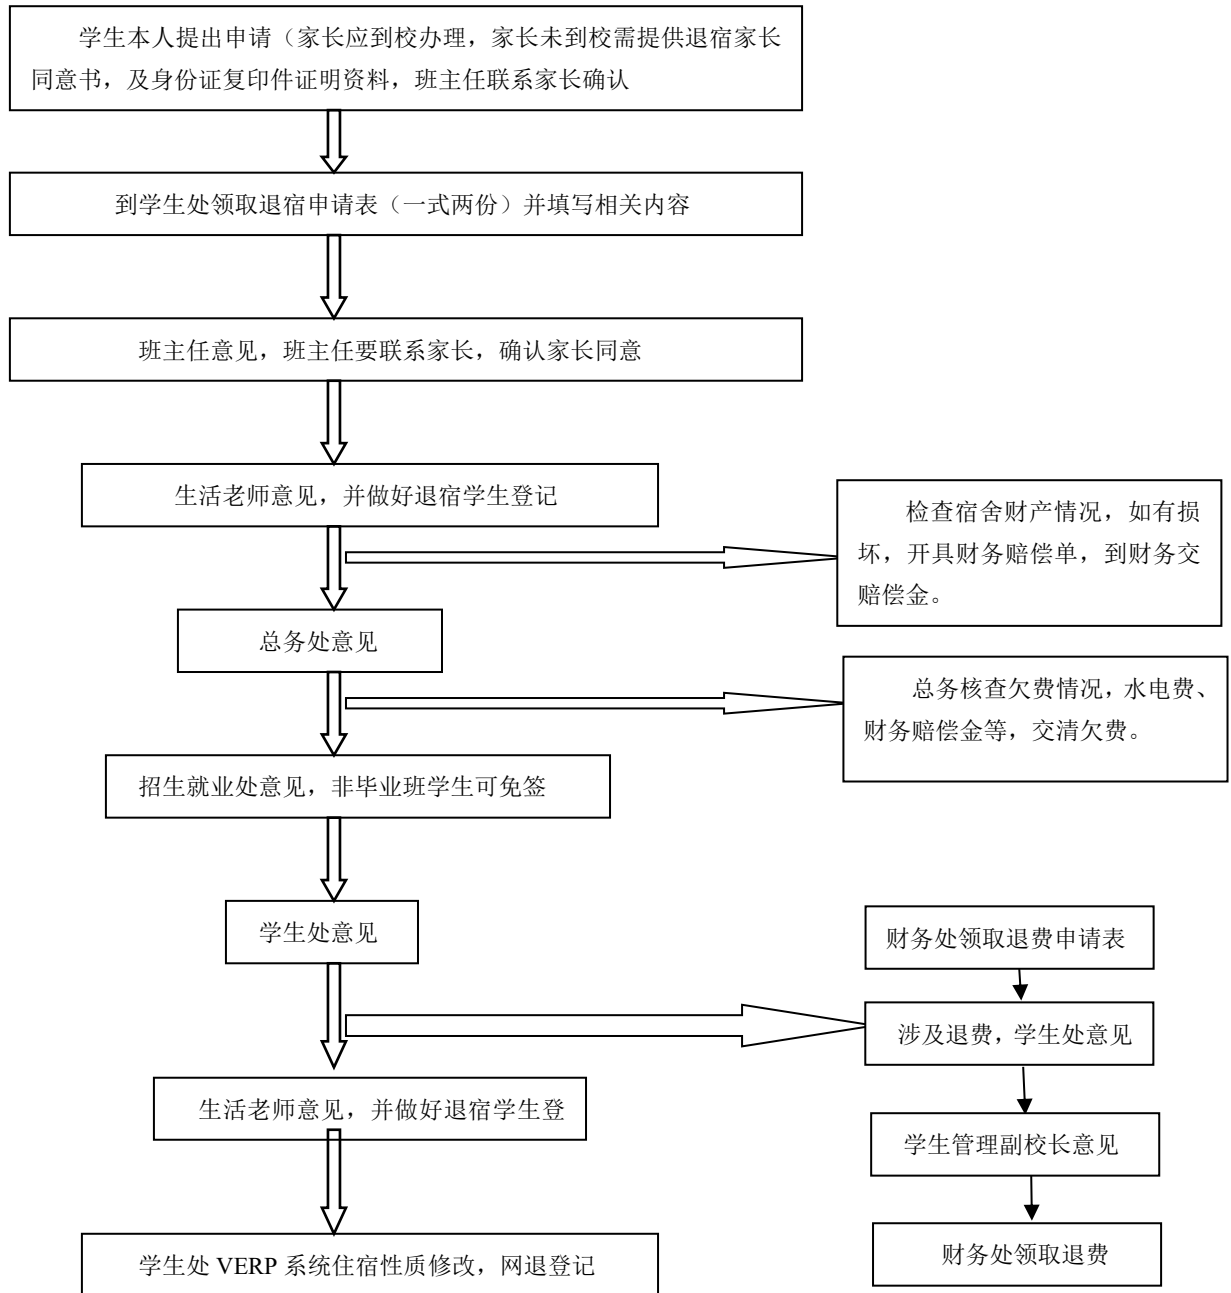 学生本人提出申请（家长应到校办理，家长未到校需提供退宿家长
同意书，及身份证复印件证明资料，班主任联系家长确认
到学生处领取退宿申请表（一式两份）并填写相关内容
班主任意见，班主任要联系家长，确认家长同意
生活老师意见，并做好退宿学生登记
检查宿舍财产情况，如有损
坏，开具财务赔偿单，到财务交
赔偿金。
总务处意见
总务核查欠费情况，水电费、
财务赔偿金等，交清欠费。
招生就业处意见，非毕业班学生可免签
学生处意见
财务处领取退费申请表
涉及退费，学生处意见
生活老师意见，并做好退宿学生登
学生管理副校长意见
财务处领取退费
学生处 VERP 系统住宿性质修改，网退登记